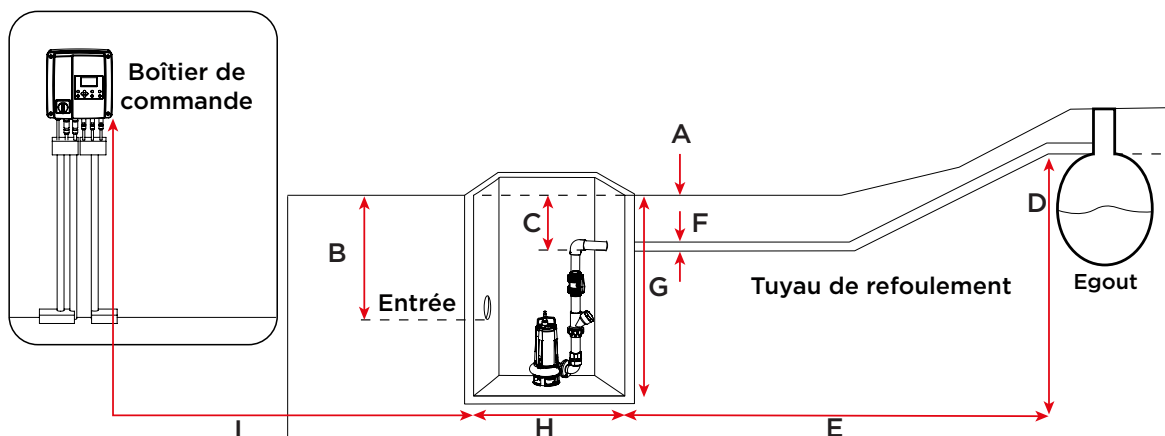 Boîtier de
commande
A
B
C
F
D
G
Entrée
Tuyau de refoulement
Egout
I
H
E